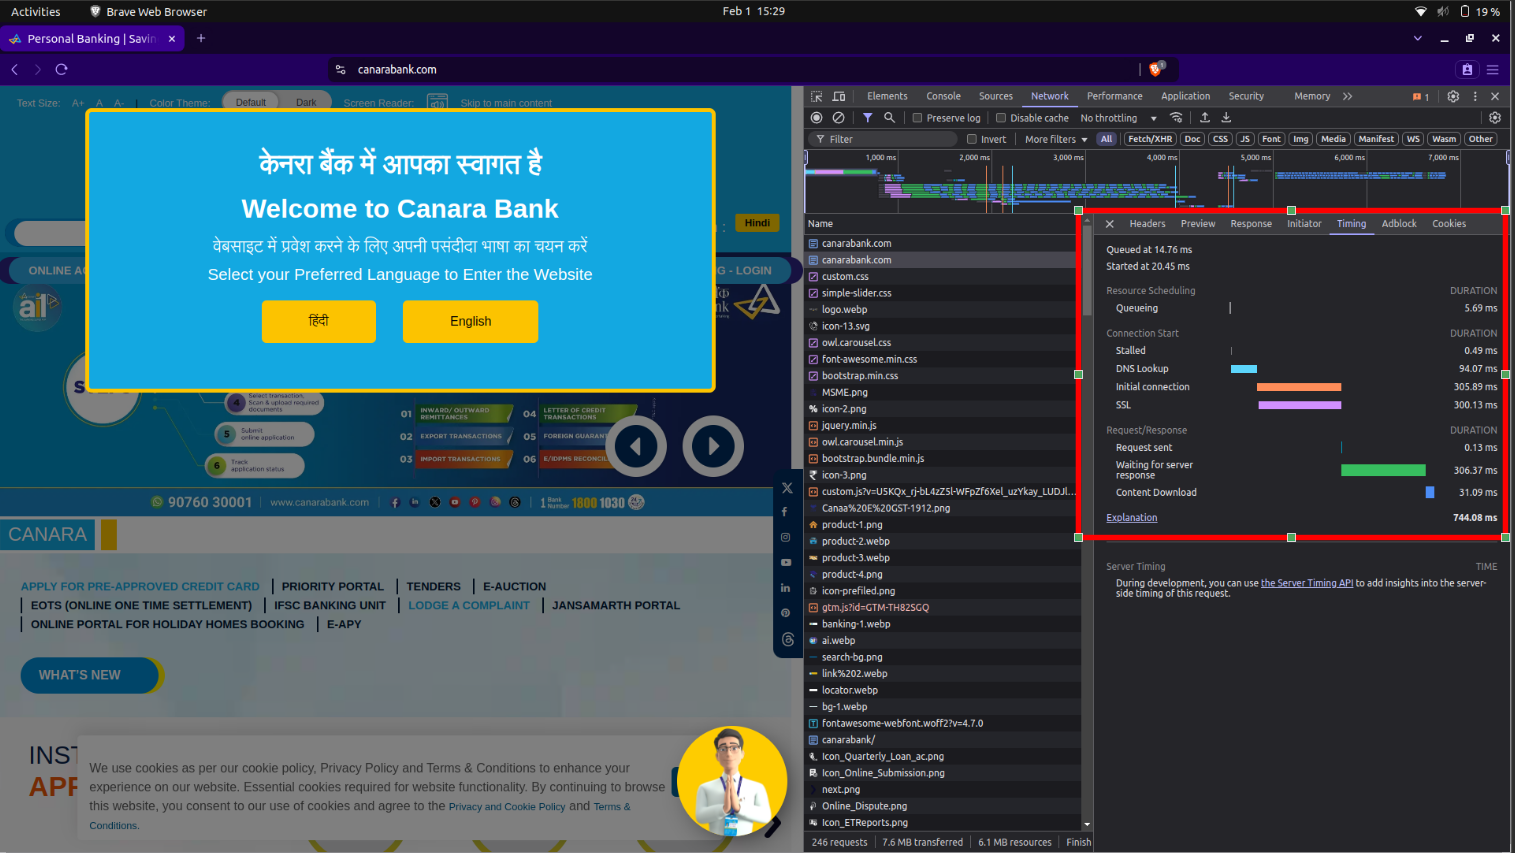 Activities
Brave Web Browser
Feb 1 15:29
19 %
Personal Banking | Savin
canarabank.com
1
Text Size: A+ A A- Color Theme: Default Dark Screen Reader: Skip to main content
केनरा बैंक में आपका स्वागत है
Welcome to Canara Bank
वेबसाइट में प्रवेश करने के लिए अपनी पसंदीदा भाषा का चयन करें
Select your Preferred Language to Enter the Website
हिंदी
English
: Hindi
ONLINE A
G - LOGIN
ai1
4 Select transaction, Scan & upload required documents
5 Submit online application
6 Track application status
01 INWARD/ OUTWARD REMITTANCES
02 EXPORT TRANSACTIONS
03 IMPORT TRANSACTIONS
04 LETTER OF CREDIT TRANSACTIONS
05 FOREIGN GUARAN
06 E/IDPMS RECONCIL
90760 30001 | www.canarabank.com
1 Bank Number 1800 1030
CANARA
APPLY FOR PRE-APPROVED CREDIT CARD | PRIORITY PORTAL | TENDERS | E-AUCTION
| EOTS (ONLINE ONE TIME SETTLEMENT) | IFSC BANKING UNIT | LODGE A COMPLAINT | JANSAMARTH PORTAL
| ONLINE PORTAL FOR HOLIDAY HOMES BOOKING | E-APY
WHAT'S NEW
INST
APP
We use cookies as per our cookie policy, Privacy Policy and Terms & Conditions to enhance your
experience on our website. Essential cookies required for website functionality. By continuing to browse
this website, you consent to our use of cookies and agree to the Privacy and Cookie Policy and Terms &
Conditions.
Elements Console Sources Network Performance Application Security Memory 1
Preserve log Disable cache No throttling
Filter Invert More filters All Fetch/XHR Doc CSS JS Font Img Media Manifest WS Wasm Other
1,000 ms 2,000 ms 3,000 ms 4,000 ms 5,000 ms 6,000 ms 7,000 ms
Name
canarabank.com
canarabank.com
custom.css
simple-slider.css
logo.webp
icon-13.svg
owl.carousel.css
font-awesome.min.css
bootstrap.min.css
MSME.png
icon-2.png
jquery.min.js
owl.carousel.min.js
bootstrap.bundle.min.js
icon-3.png
custom.js?v=U5KQx_rj-bL4zZ5l-WFpZf6Xel_uzYkay_LUDJl...
Canaa%20E%20GST-1912.png
product-1.png
product-2.webp
product-3.webp
product-4.png
icon-prefiled.png
gtm.js?id=GTM-TH82SGQ
banking-1.webp
ai.webp
search-bg.png
link%202.webp
locator.webp
bg-1.webp
fontawesome-webfont.woff2?v=4.7.0
canarabank/
Icon_Quarterly_Loan_ac.png
Icon_Online_Submission.png
next.png
Online_Dispute.png
Icon_ETReports.png
246 requests 7.6 MB transferred 6.1 MB resources Finish
Headers Preview Response Initiator Timing Adblock Cookies
Queued at 14.76 ms
Started at 20.45 ms
Resource Scheduling DURATION
Queueing 5.69 ms
Connection Start DURATION
Stalled 0.49 ms
DNS Lookup 94.07 ms
Initial connection 305.89 ms
SSL 300.13 ms
Request/Response DURATION
Request sent 0.13 ms
Waiting for server response 306.37 ms
Content Download 31.09 ms
Explanation 744.08 ms
Server Timing TIME
During development, you can use the Server Timing API to add insights into the server-
side timing of this request.